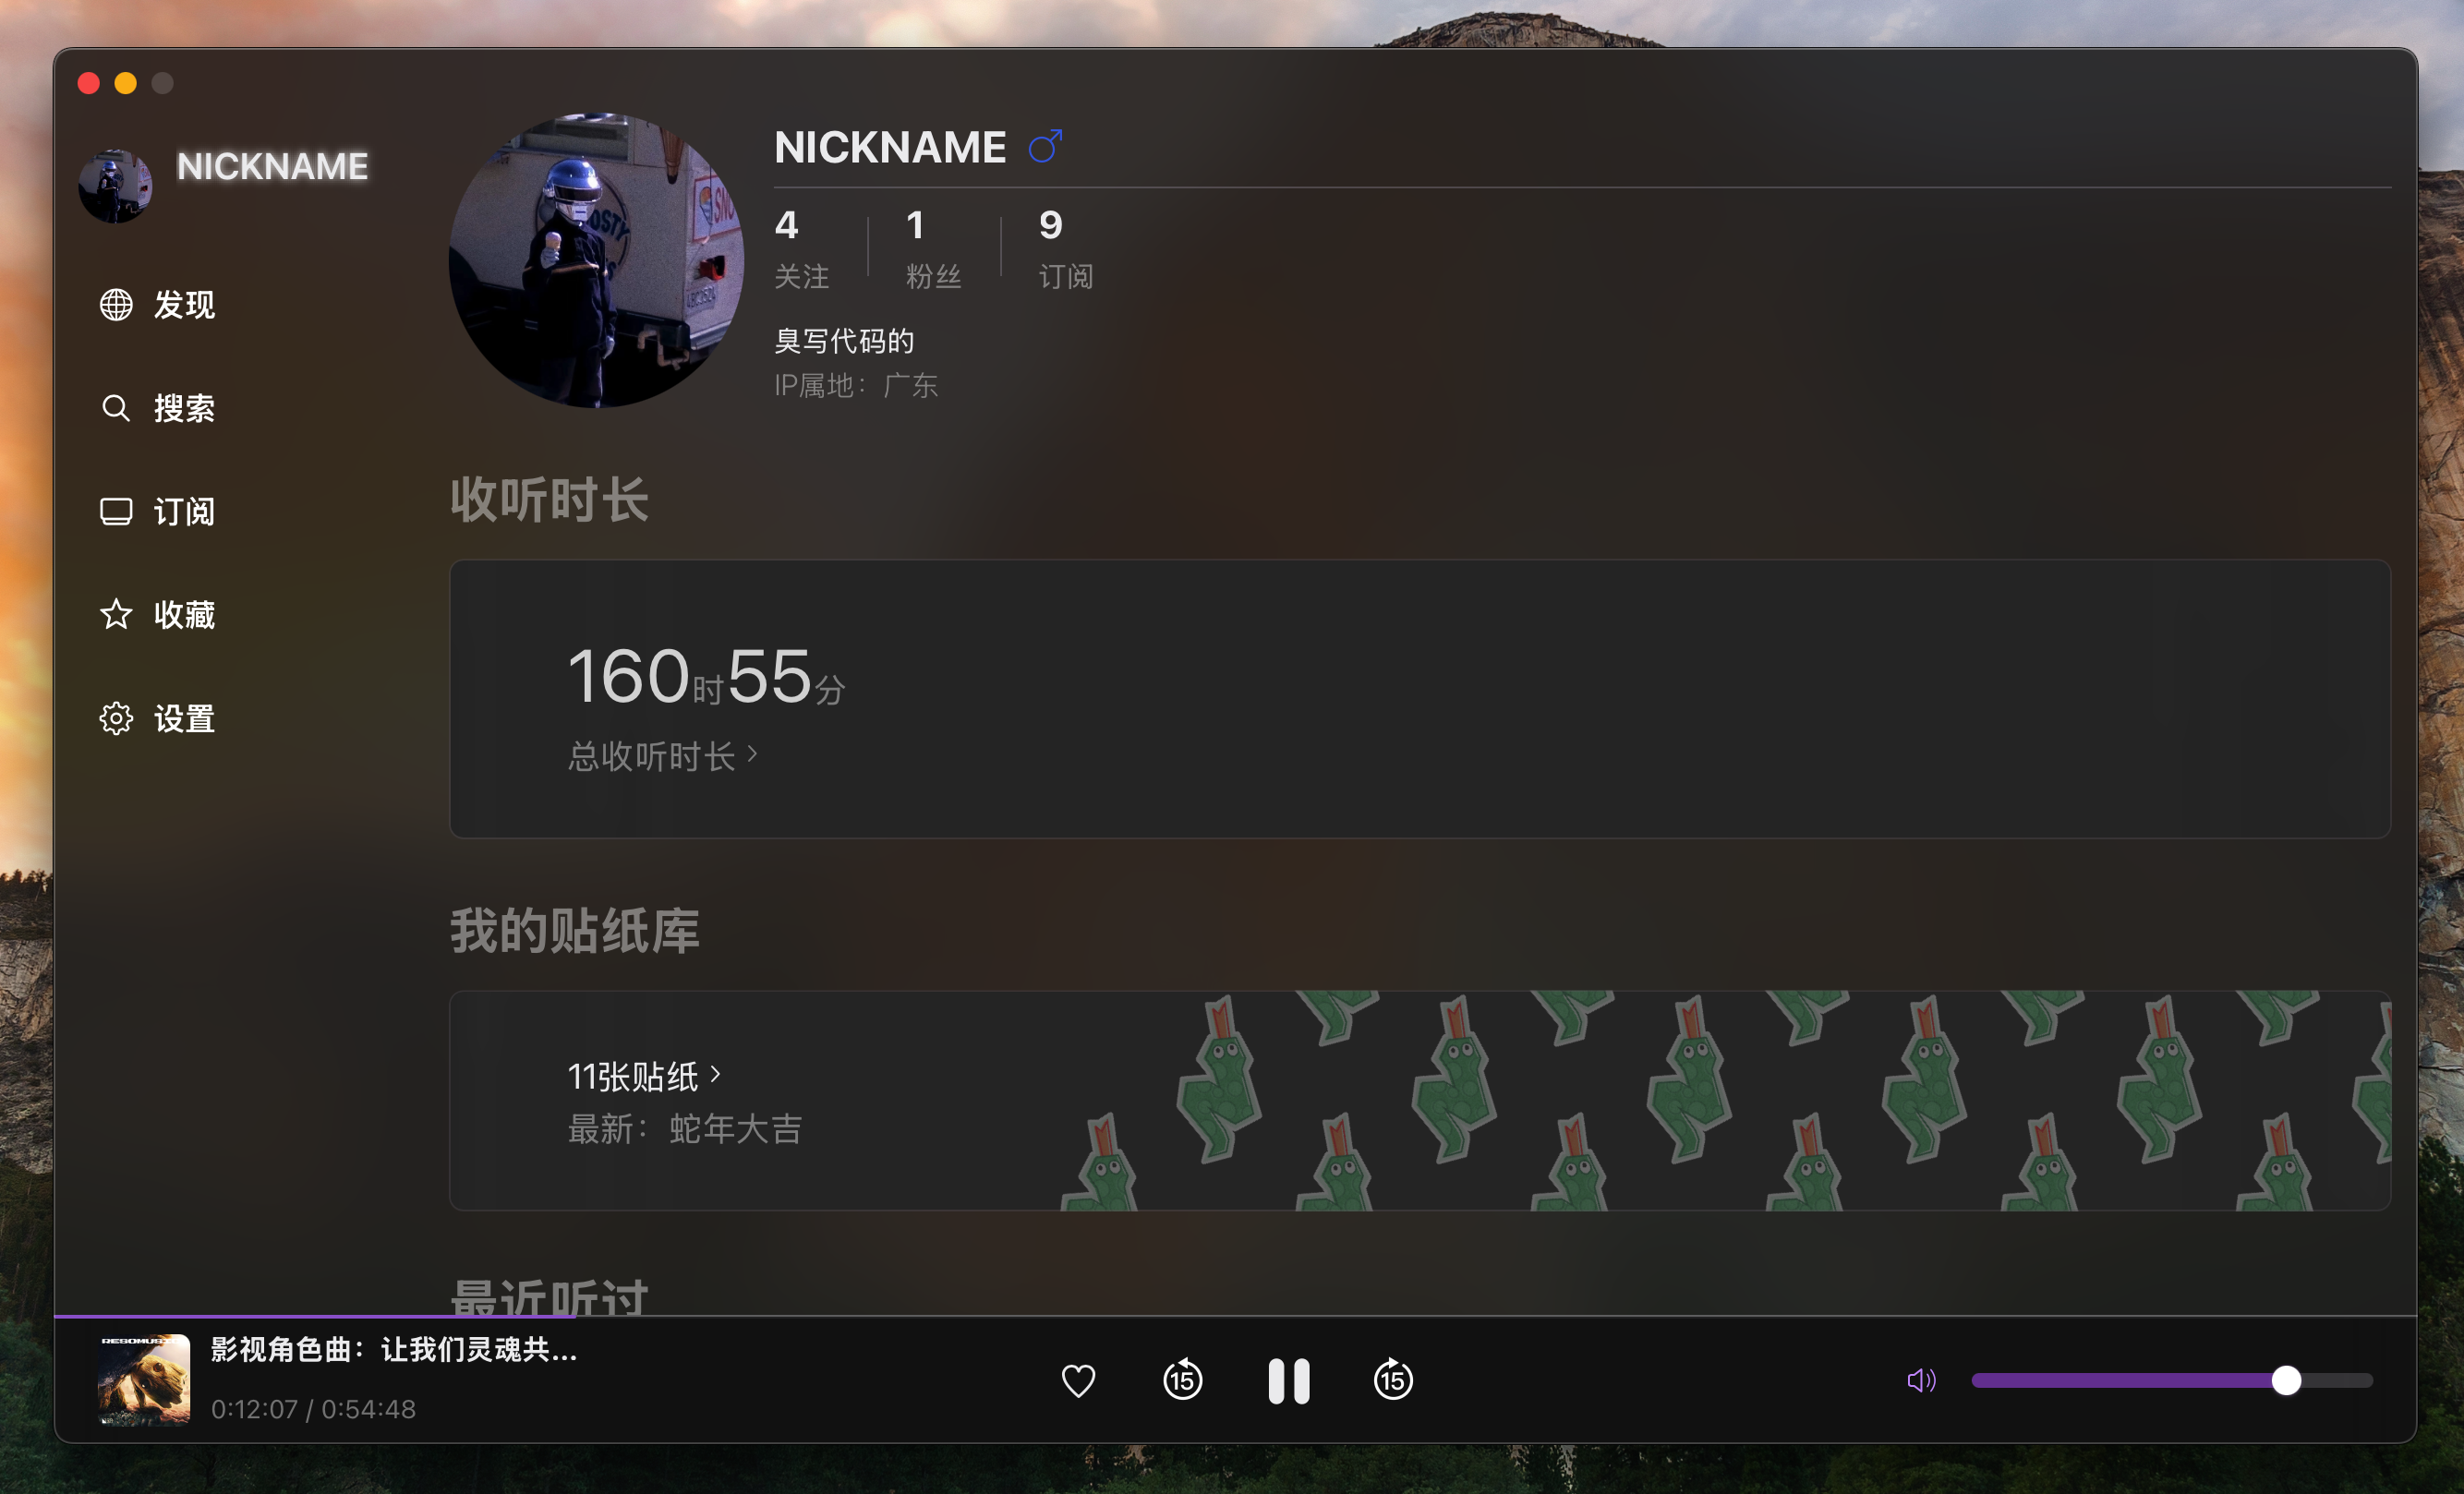 NICKNAME
发现
搜索
订阅
收藏
设置
NICKNAME
4
关注
1
粉丝
9
订阅
臭写代码的
IP属地：广东
收听时长
160时55分
总收听时长
我的贴纸库
11张贴纸
最新：蛇年大吉
最近听过
RESOMUSIC
影视角色曲：让我们灵魂共...
0:12:07 / 0:54:48
15
15